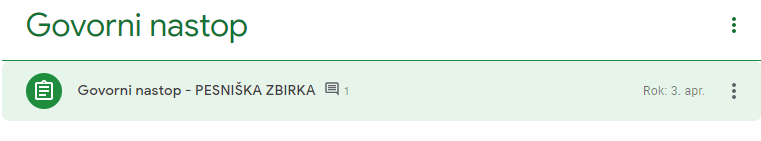 Govorni nastop
Govorni nastop - PESNIŠKA ZBIRKA 1 Rok: 3. apr.